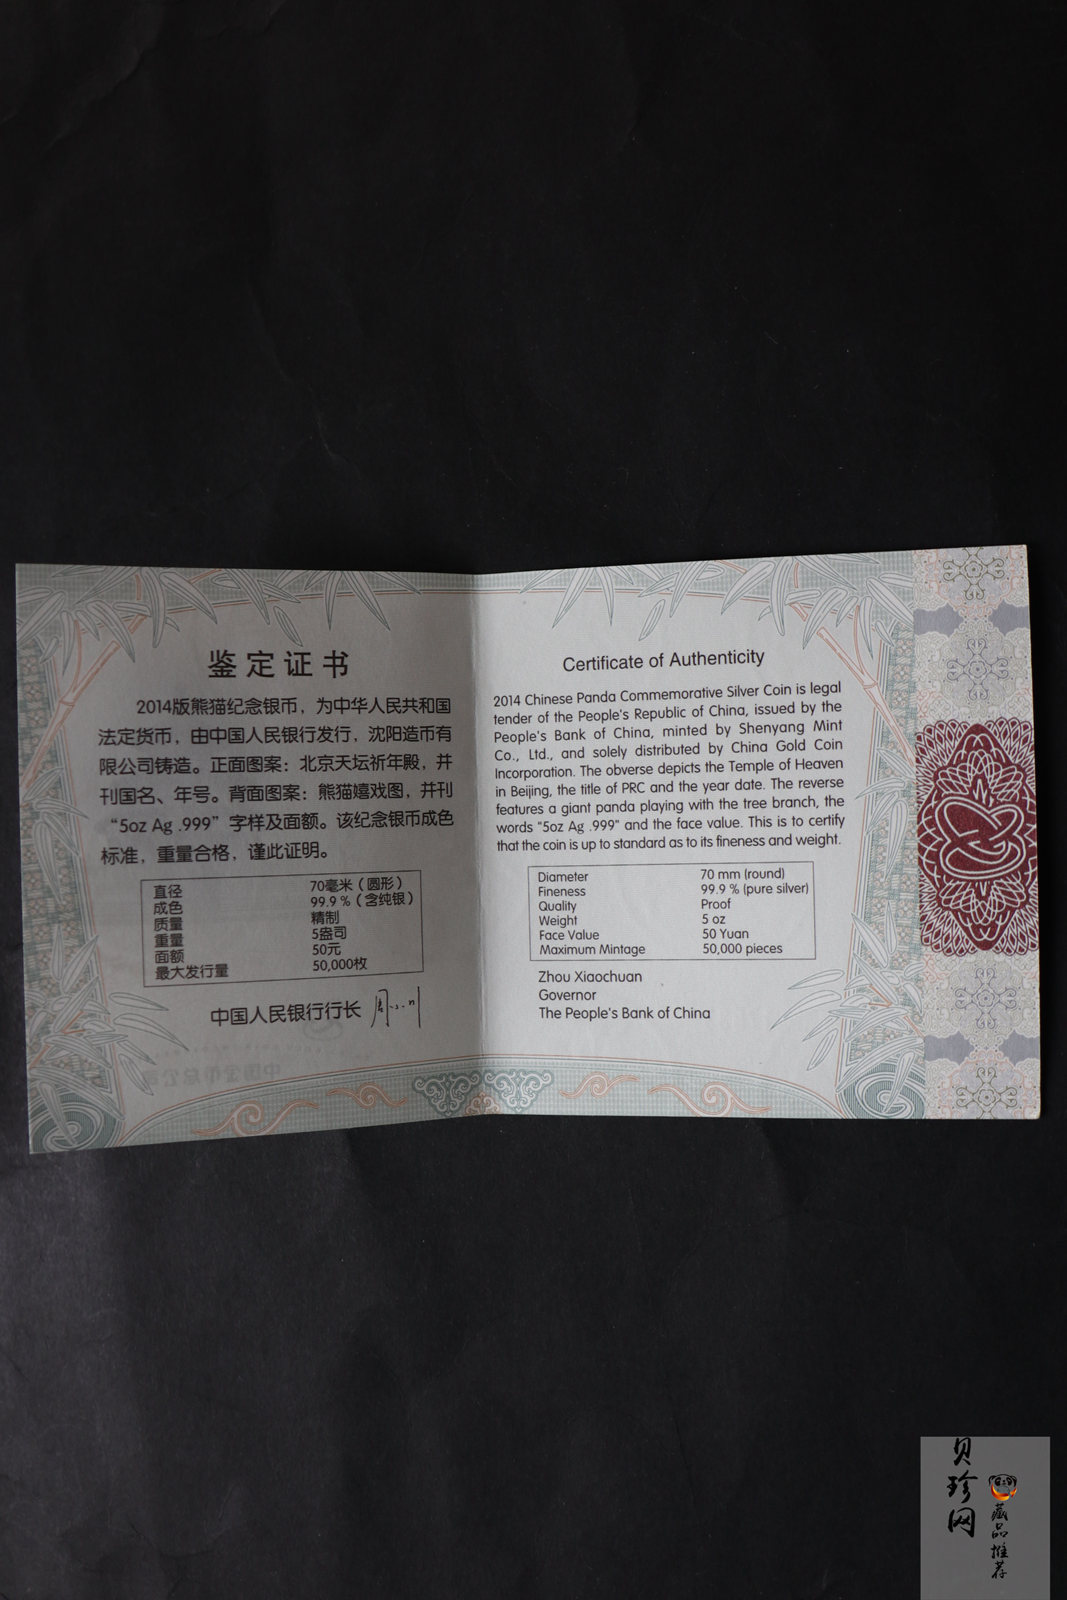 鉴定证书
2014版熊猫纪念银币，为中华人民共和国
法定货币，由中国人民银行发行，沈阳造币有
限公司铸造。正面图案：北京天坛祈年殿，并
刊国名、年号。背面图案：熊猫嬉戏图，并刊
“5oz Ag .999”字样及面额。该纪念银币成色
标准，重量合格，谨此证明。
直径 70毫米（圆形）
成色 99.9 %（含纯银）
质量 精制
重量 5盎司
面额 50元
最大发行量 50,000枚
中国人民银行行长 周小川
Certificate of Authenticity
2014 Chinese Panda Commemorative Silver Coin is legal
tender of the People's Republic of China, issued by the
People's Bank of China, minted by Shenyang Mint
Co., Ltd., and solely distributed by China Gold Coin
Incorporation. The obverse depicts the Temple of Heaven
in Beijing, the title of PRC and the year date. The reverse
features a giant panda playing with the tree branch, the
words "5oz Ag .999" and the face value. This is to certify
that the coin is up to standard as to its fineness and weight.
Diameter 70 mm (round)
Fineness 99.9 % (pure silver)
Quality Proof
Weight 5 oz
Face Value 50 Yuan
Maximum Mintage 50,000 pieces
Zhou Xiaochuan
Governor
The People's Bank of China
中国金币总公司
贝珍网
藏品推荐